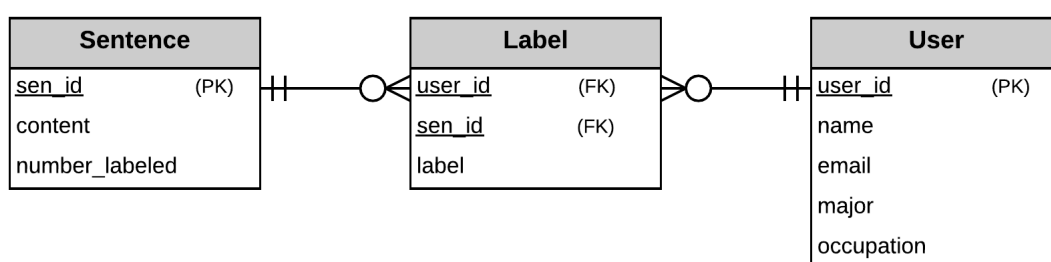 Sentence
sen_id (PK)
content
number_labeled
Label
user_id (FK)
sen_id (FK)
label
User
user_id (PK)
name
email
major
occupation